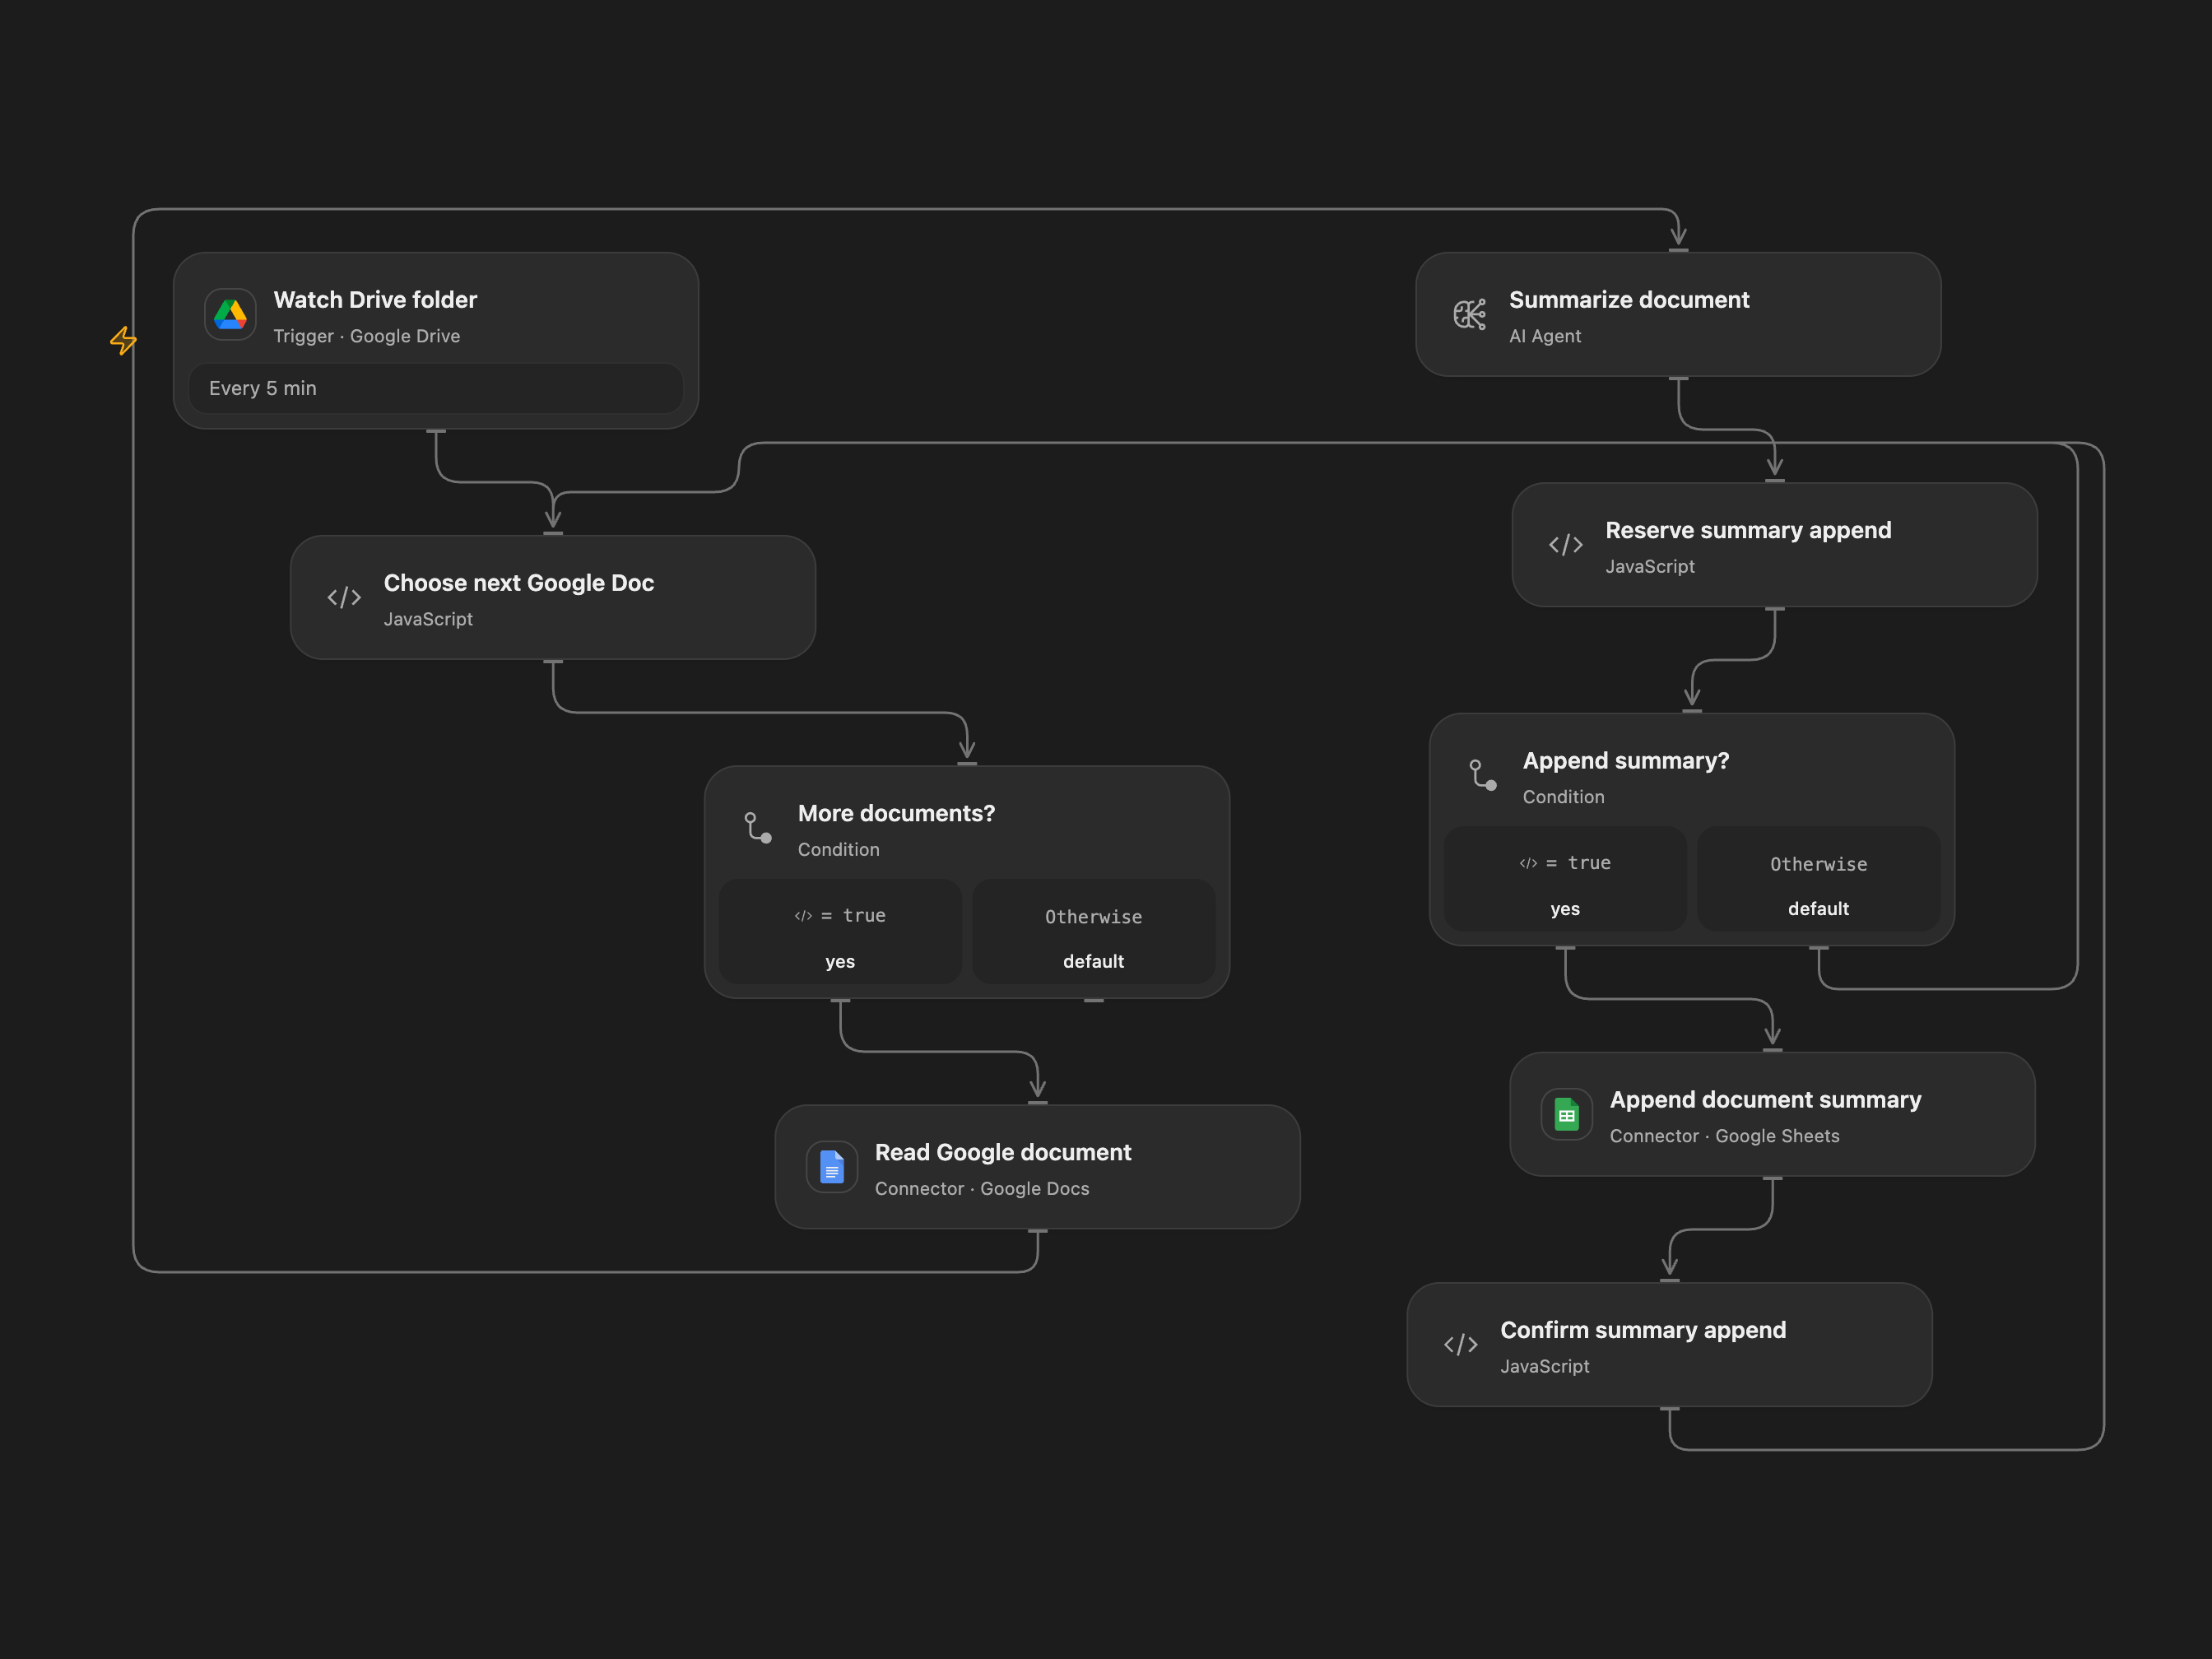 Watch Drive folder
Trigger · Google Drive
Every 5 min
Choose next Google Doc
JavaScript
More documents?
Condition
</> = true
yes
Otherwise
default
Read Google document
Connector · Google Docs
Summarize document
AI Agent
Reserve summary append
JavaScript
Append summary?
Condition
</> = true
yes
Otherwise
default
Append document summary
Connector · Google Sheets
Confirm summary append
JavaScript